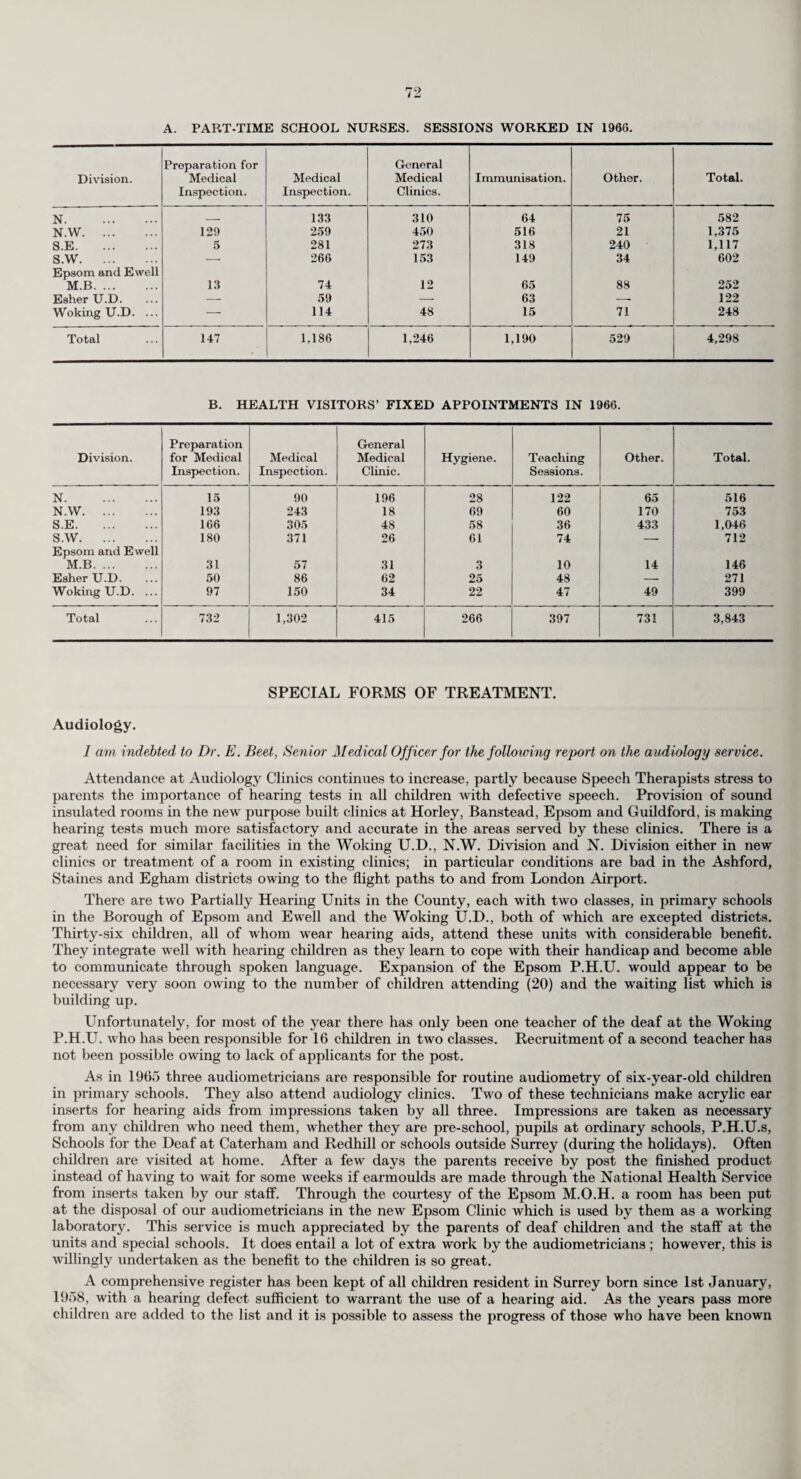 72
A. PART-TIME SCHOOL NURSES. SESSIONS WORKED IN 1966.
Division. Preparation for Medical Inspection. Medical Inspection. General Medical Clinics. Immunisation. Other. Total.
N. ... ... — 133 310 64 75 582
N.W. ... ... 129 259 450 516 21 1,375
S.E. ... ... 5 281 273 318 240 1,117
S.W. ... ... — 266 153 149 34 602
Epsom and Ewell
M.B. ... ... 13 74 12 65 88 252
Esher U.D. ... — 59 — 63 — 122
Woking U.D. ... — 114 48 15 71 248
Total ... 147 1,186 1,246 1,190 529 4,298
B. HEALTH VISITORS' FIXED APPOINTMENTS IN 1966.
Division. Preparation for Medical Inspection. Medical Inspection. General Medical Clinic. Hygiene. Teaching Sessions. Other. Total.
N. ... ... 15 90 196 28 122 65 516
N.W. ... ... 193 243 18 69 60 170 753
S.E. ... ... 166 305 48 58 36 433 1,046
S.W. ... ... 180 371 26 61 74 — 712
Epsom and Ewell
M.B. ... ... 31 57 31 3 10 14 146
Esher U.D. ... 50 86 62 25 48 — 271
Woking U.D. ... 97 150 34 22 47 49 399
Total ... 732 1,302 415 266 397 731 3,843
SPECIAL FORMS OF TREATMENT.
Audiology.
I am indebted to Dr. E. Beet, Senior Medical Officer for the following report on the audiology service.
Attendance at Audiology Clinics continues to increase, partly because Speech Therapists stress to
parents the importance of hearing tests in all children with defective speech. Provision of sound
insulated rooms in the new purpose built clinics at Horley, Banstead, Epsom and Guildford, is making
hearing tests much more satisfactory and accurate in the areas served by these clinics. There is a
great need for similar facilities in the Woking U.D., N.W. Division and N. Division either in new
clinics or treatment of a room in existing clinics; in particular conditions are bad in the Ashford,
Staines and Egham districts owing to the flight paths to and from London Airport.
There are two Partially Hearing Units in the County, each with two classes, in primary schools
in the Borough of Epsom and Ewell and the Woking U.D., both of which are excepted districts.
Thirty-six children, all of whom wear hearing aids, attend these units with considerable benefit.
They integrate well with hearing children as they learn to cope with their handicap and become able
to communicate through spoken language. Expansion of the Epsom P.H.U. would appear to be
necessary very soon owing to the number of children attending (20) and the waiting list which is
building up.
Unfortunately, for most of the year there has only been one teacher of the deaf at the Woking
P.H.U. who has been responsible for 16 children in two classes. Recruitment of a second teacher has
not been possible owing to lack of applicants for the post.
As in 1965 three audiometricians are responsible for routine audiometry of six-year-old children
in primary schools. They also attend audiology clinics. Two of these technicians make acrylic ear
inserts for hearing aids from impressions taken by all three. Impressions are taken as necessary
from any children who need them, whether they are pre-school, pupils at ordinary schools, P.H.U.s,
Schools for the Deaf at Caterham and Redhill or schools outside Surrey (during the holidays). Often
children are visited at home. After a few days the parents receive by post the finished product
instead of having to wait for some weeks if earmoulds are made through the National Health Service
from inserts taken by our staff. Through the courtesy of the Epsom M.O.H. a room has been put
at the disposal of our audiometricians in the new Epsom Clinic which is used by them as a working
laboratory. This service is much appreciated by the parents of deaf children and the staff at the
units and special schools. It does entail a lot of extra work by the audiometricians ; however, this is
willingly undertaken as the benefit to the children is so great.
A comprehensive register has been kept of all children resident in Surrey born since 1st January,
1958, with a hearing defect sufficient to warrant the use of a hearing aid. As the years pass more
children are added to the list and it is possible to assess the progress of those who have been known